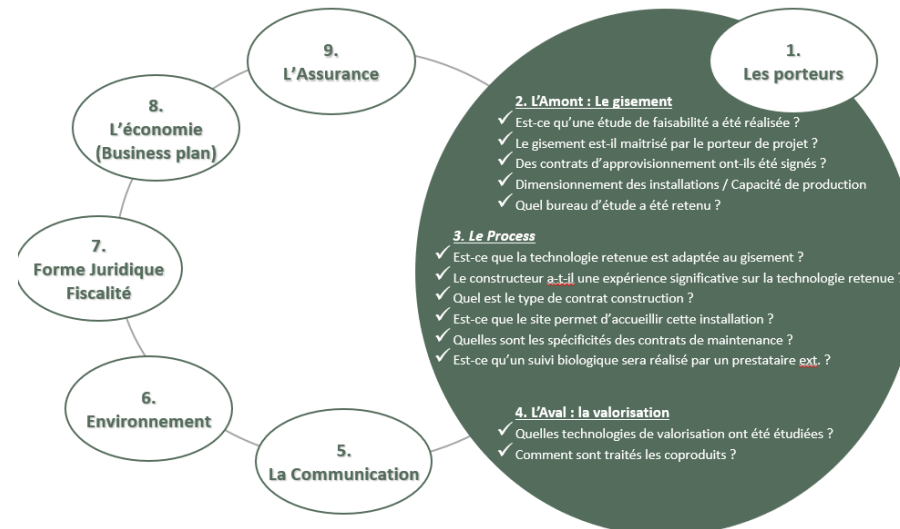 1.
Les porteurs
2. L'Amont : Le gisement
Est-ce qu'une étude de faisabilité a été réalisée ?
Le gisement est-il maitrisé par le porteur de projet ?
Des contrats d'approvisionnement ont-ils été signés ?
Dimensionnement des installations / Capacité de production
Quel bureau d'étude a été retenu ?
3. Le Process
Est-ce que la technologie retenue est adaptée au gisement ?
Le constructeur a-t-il une expérience significative sur la technologie retenue ?
Quel est le type de contrat construction ?
Est-ce que le site permet d'accueillir cette installation ?
Quelles sont les spécificités des contrats de maintenance ?
Est-ce qu'un suivi biologique sera réalisé par un prestataire ext. ?
4. L'Aval : la valorisation
Quelles technologies de valorisation ont été étudiées ?
Comment sont traités les coproduits ?
5.
La Communication
6.
Environnement
7.
Forme Juridique
Fiscalité
8.
L'économie
(Business plan)
9.
L'Assurance